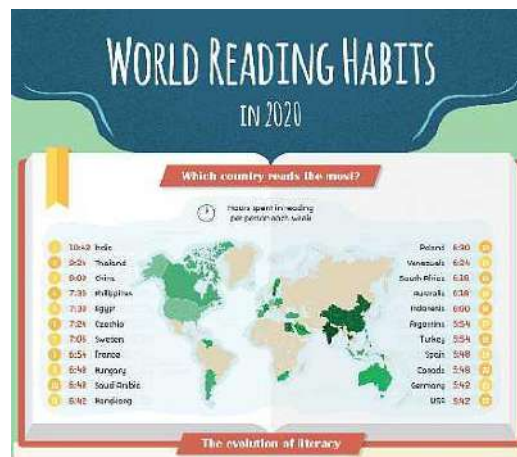 WORLD READING HABITS
IN 2020
Which country reads the most?
Hours spent in reading
per person each week
10:42 India
9:24 Thailand
8:00 China
7:36 Philippines
7:30 Egypt
7:24 Czechia
7:06 Sweden
6:54 France
6:48 Hungary
6:48 Saudi Arabia
6:42 Hongkong
Poland 6:30
Venezuela 6:24
South Africa 6:18
Australia 6:18
Indonesia 6:00
Argentina 5:54
Turkey 5:54
Spain 5:48
Canada 5:48
Germany 5:42
USA 5:42
The evolution of literacy